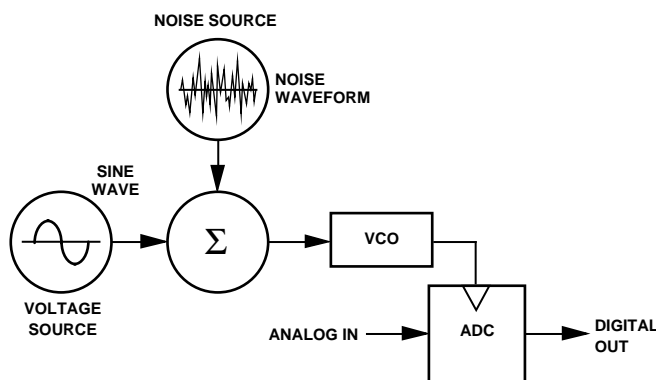 NOISE SOURCE
NOISE
WAVEFORM
SINE
WAVE
Σ
VCO
VOLTAGE
SOURCE
ANALOG IN
ADC
DIGITAL
OUT